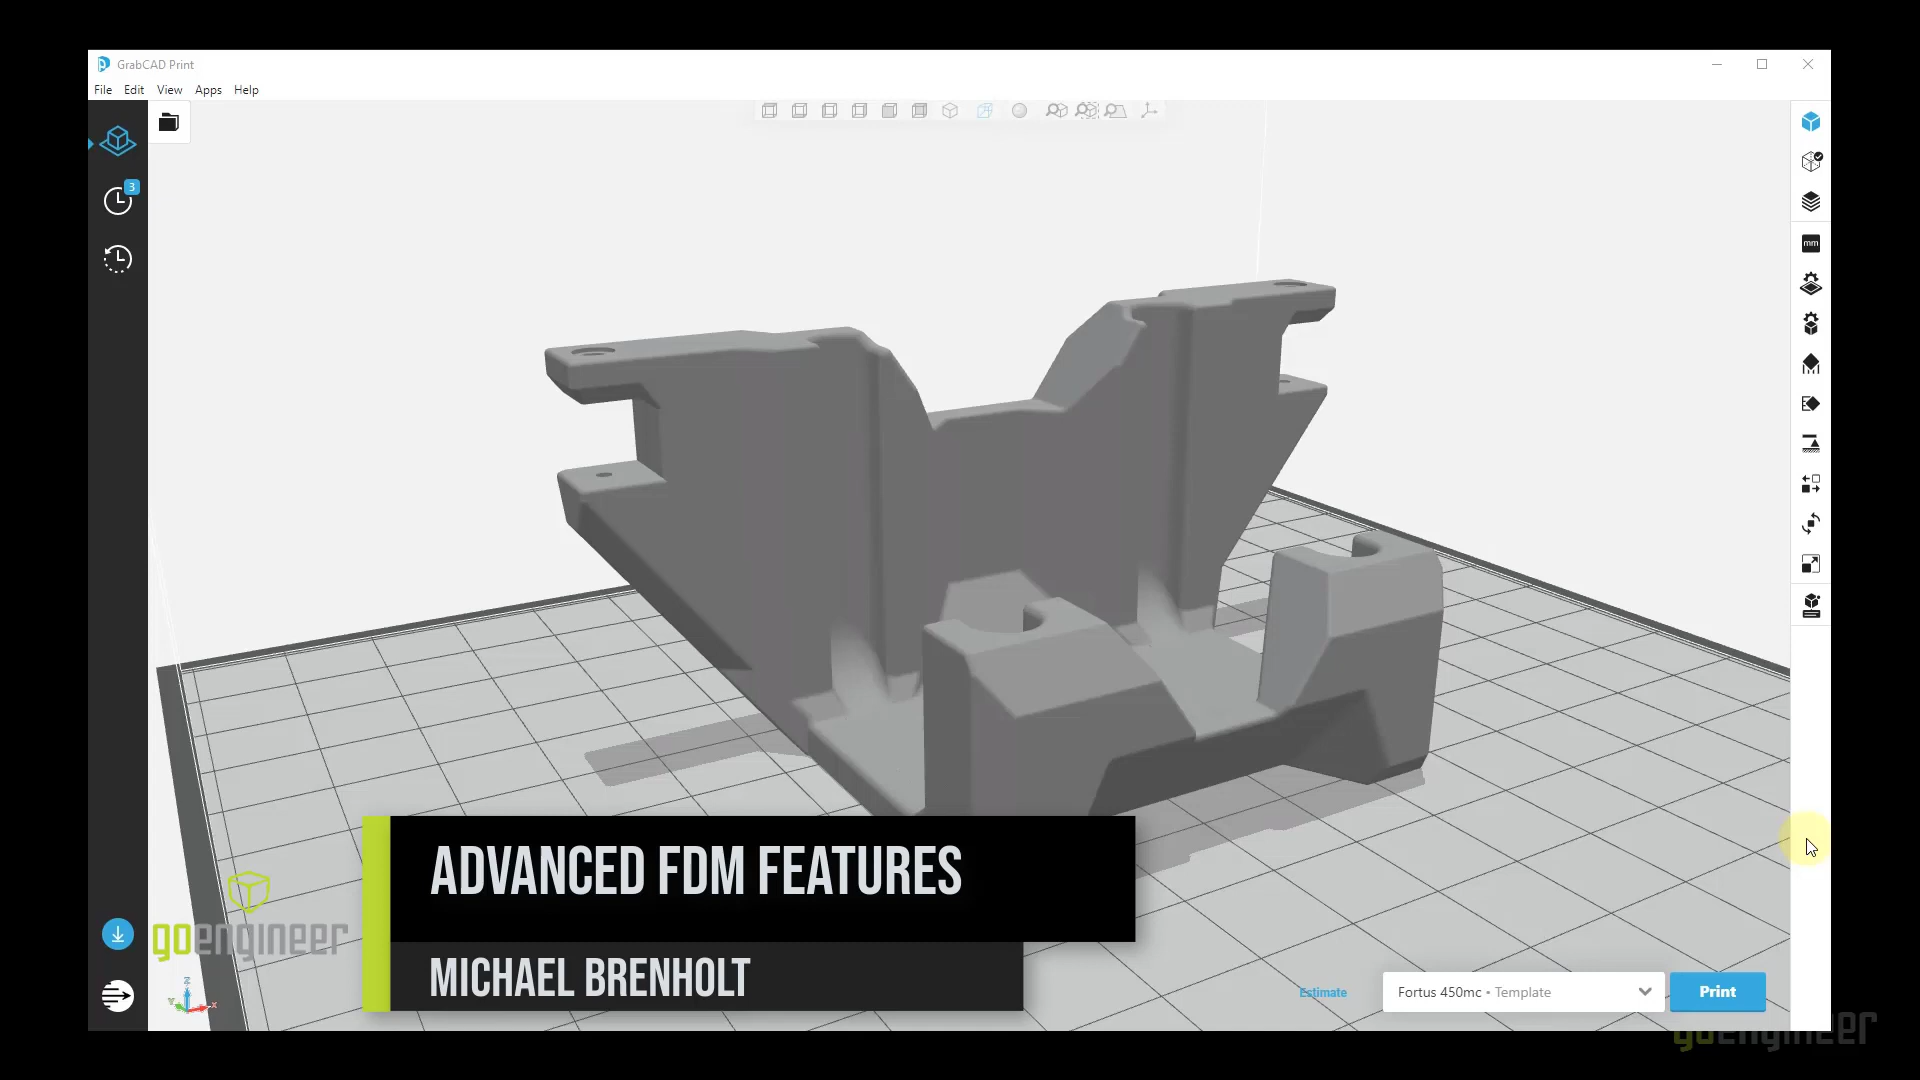 GrabCAD Print
File Edit View Apps Help
3
mm
ADVANCED FDM FEATURES
goengineer
MICHAEL BRENHOLT
Z
Y
X
Estimate
Fortus 450mc • Template
Print
goengineer